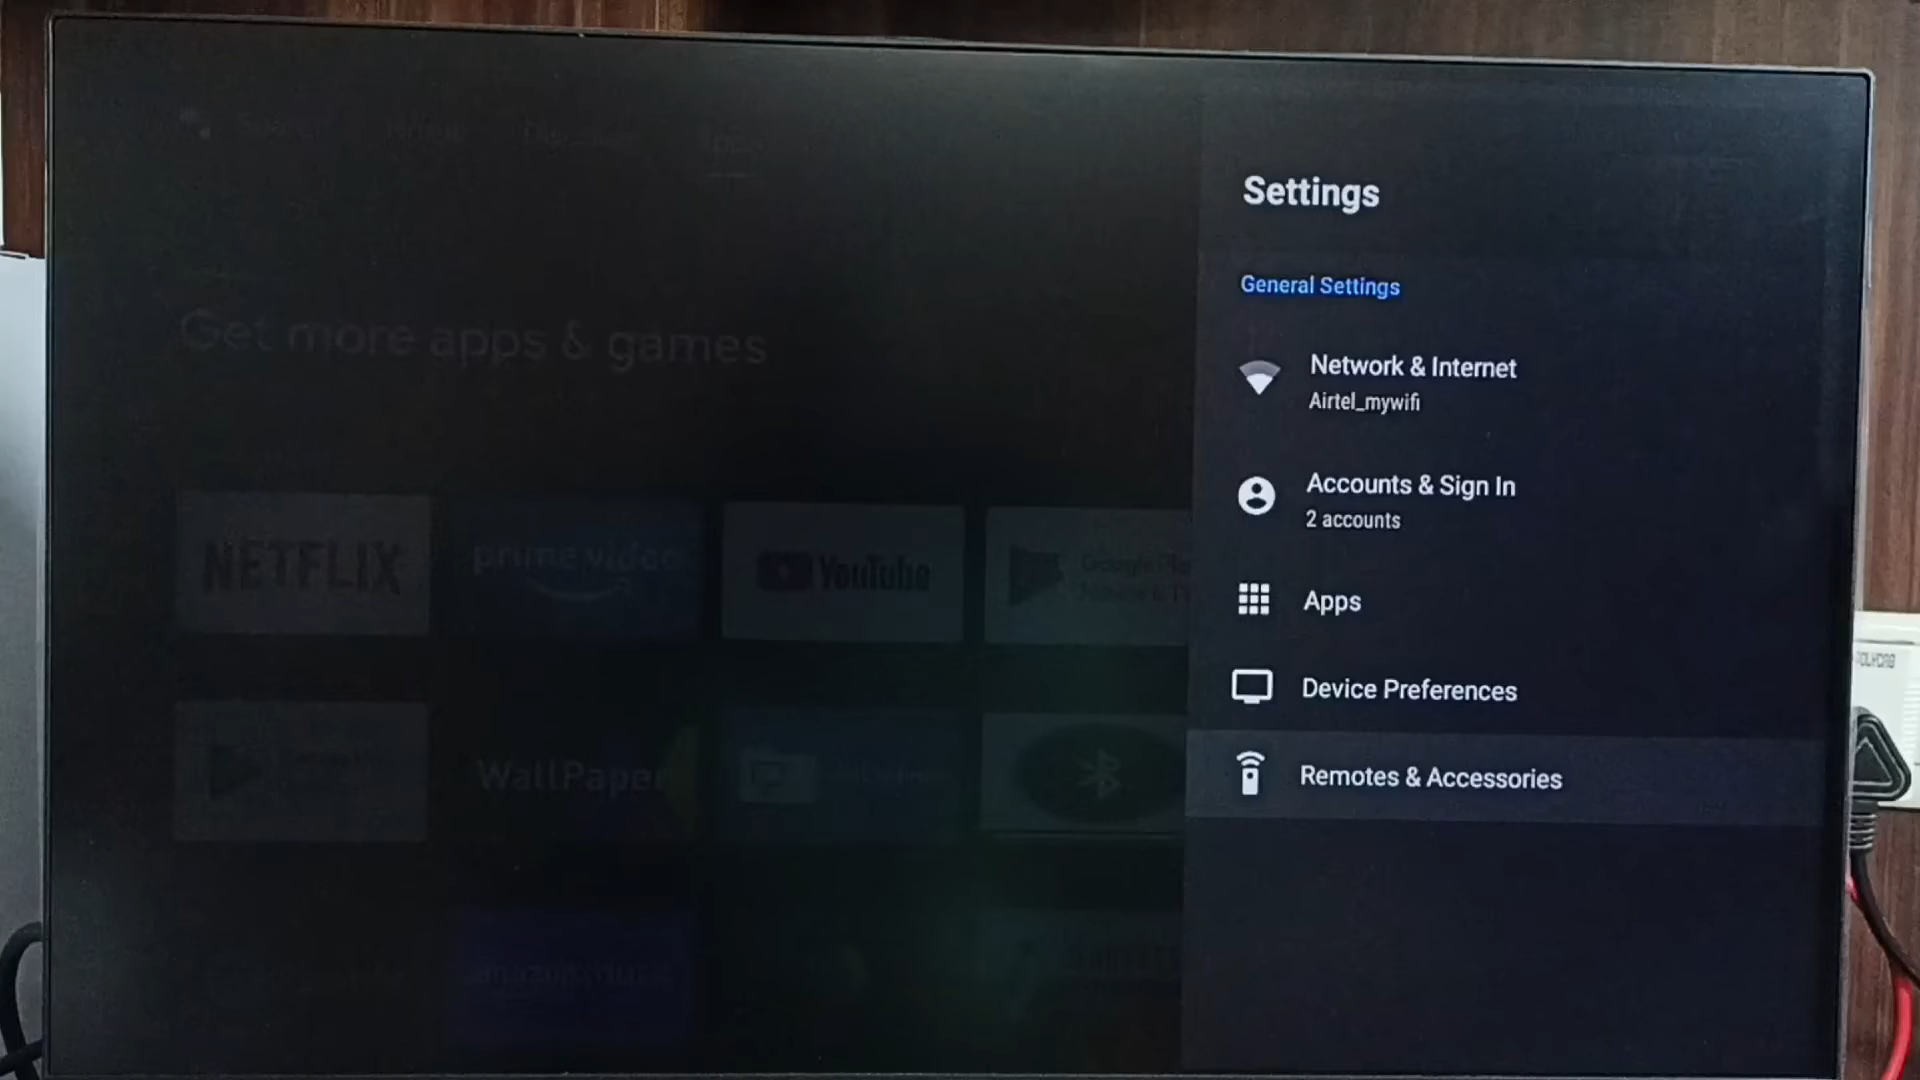 Apps
Settings
General Settings
Get more apps & games
Network & Internet
Airtel_mywifi
Accounts & Sign In
2 accounts
NETFLIX
prime video
YouTube
Apps
Device Preferences
WallPaper
Remotes & Accessories